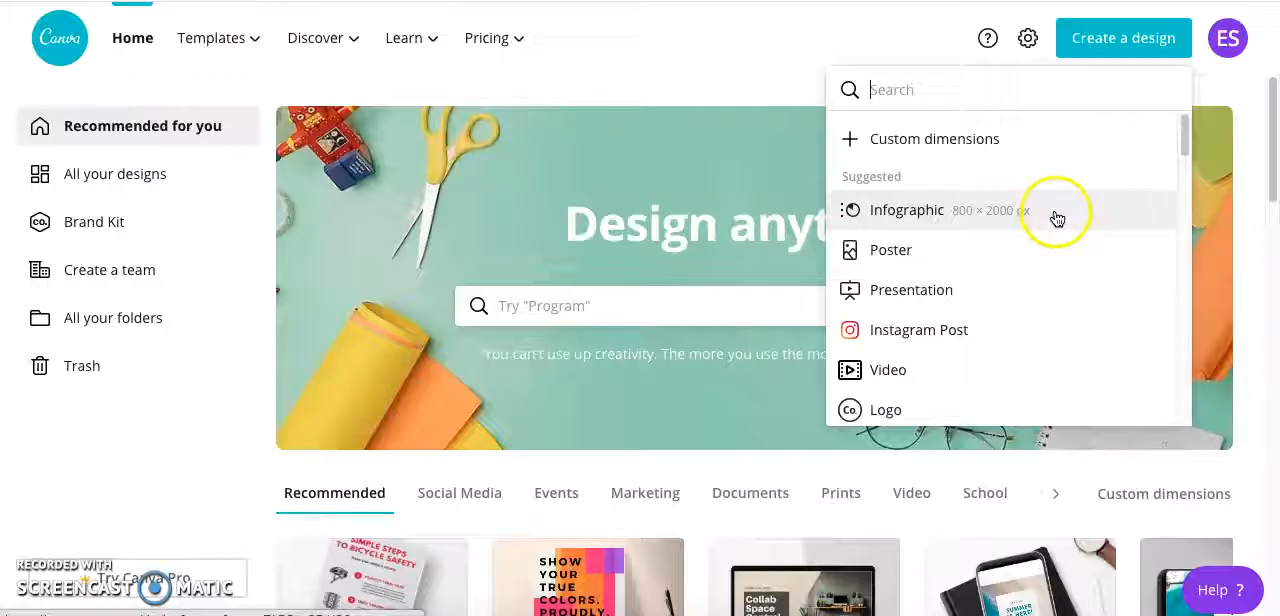 Canva
Home
Templates
Discover
Learn
Pricing
Create a design
ES
Search
Custom dimensions
Suggested
Infographic 800 × 2000 px
Poster
Presentation
Instagram Post
Video
Co.
Logo
Recommended for you
All your designs
Brand Kit
Create a team
All your folders
Trash
Design anyt
Try "Program"
You can't use up creativity. The more you use the mo
Recommended
Social Media
Events
Marketing
Documents
Prints
Video
School
Custom dimensions
SIMPLE STEPS
TO BICYCLE SAFETY
SHOW
YOUR
TRUE
COLORS.
PROUDLY.
Collab
Space
Try Canva Pro
RECORDED WITH
SCREENCAST MATIC
Help ?